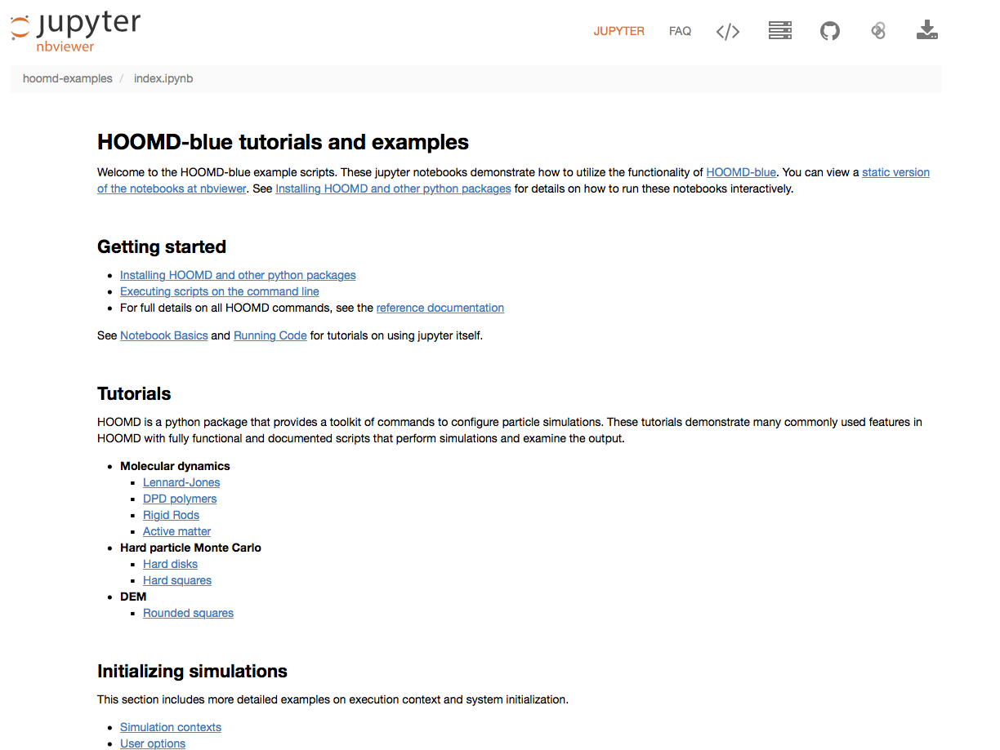 jupyter
nbviewer
JUPYTER FAQ </>
hoomd-examples / index.ipynb
HOOMD-blue tutorials and examples
Welcome to the HOOMD-blue example scripts. These jupyter notebooks demonstrate how to utilize the functionality of HOOMD-blue. You can view a static version
of the notebooks at nbviewer. See Installing HOOMD and other python packages for details on how to run these notebooks interactively.
Getting started
• Installing HOOMD and other python packages
• Executing scripts on the command line
• For full details on all HOOMD commands, see the reference documentation
See Notebook Basics and Running Code for tutorials on using jupyter itself.
Tutorials
HOOMD is a python package that provides a toolkit of commands to configure particle simulations. These tutorials demonstrate many commonly used features in
HOOMD with fully functional and documented scripts that perform simulations and examine the output.
• Molecular dynamics
▪ Lennard-Jones
▪ DPD polymers
▪ Rigid Rods
▪ Active matter
• Hard particle Monte Carlo
▪ Hard disks
▪ Hard squares
• DEM
▪ Rounded squares
Initializing simulations
This section includes more detailed examples on execution context and system initialization.
• Simulation contexts
• User options